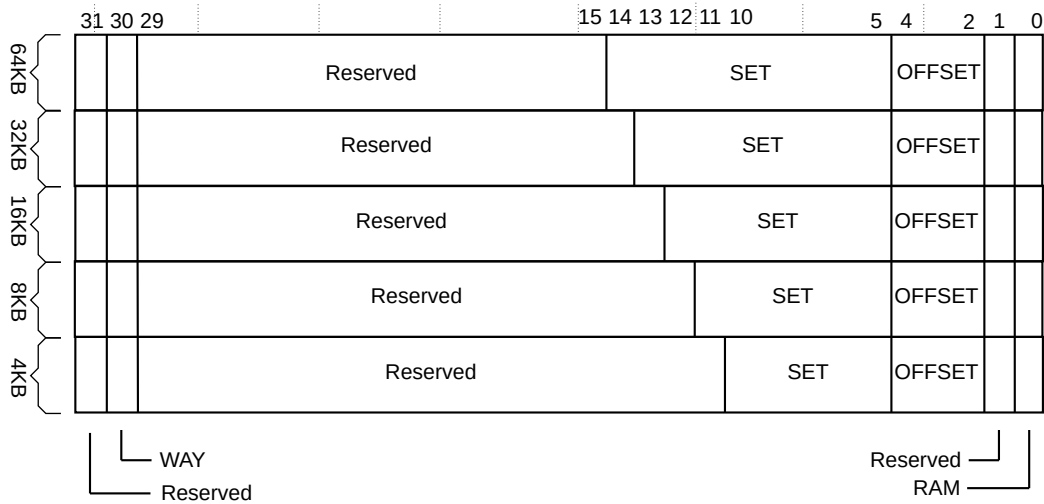 31 30 29 15 14 13 12 11 10 5 4 2 1 0
64KB Reserved SET OFFSET
32KB Reserved SET OFFSET
16KB Reserved SET OFFSET
8KB Reserved SET OFFSET
4KB Reserved SET OFFSET
WAY Reserved
Reserved RAM